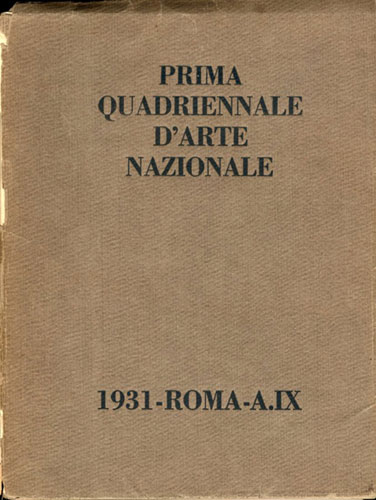 PRIMA
QUADRIENNALE
D'ARTE
NAZIONALE
1931-ROMA-A.IX